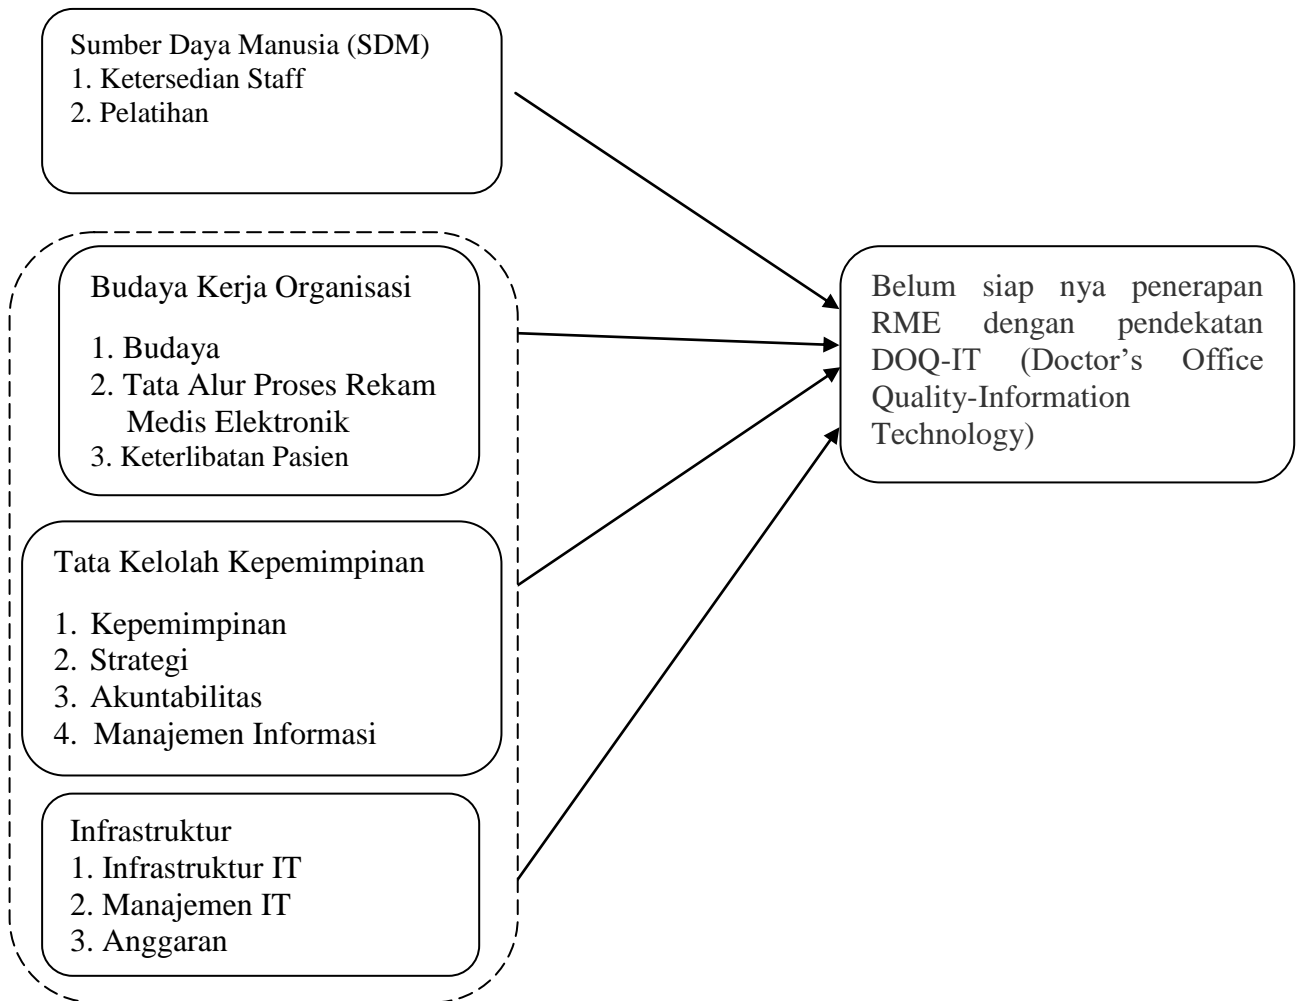 Sumber Daya Manusia (SDM)
1. Ketersedian Staff
2. Pelatihan
Budaya Kerja Organisasi
1. Budaya
2. Tata Alur Proses Rekam
Medis Elektronik
3. Keterlibatan Pasien
Tata Kelolah Kepemimpinan
1. Kepemimpinan
2. Strategi
3. Akuntabilitas
4. Manajemen Informasi
Infrastruktur
1. Infrastruktur IT
2. Manajemen IT
3. Anggaran
Belum siap nya penerapan
RME dengan pendekatan
DOQ-IT (Doctor’s Office
Quality-Information
Technology)